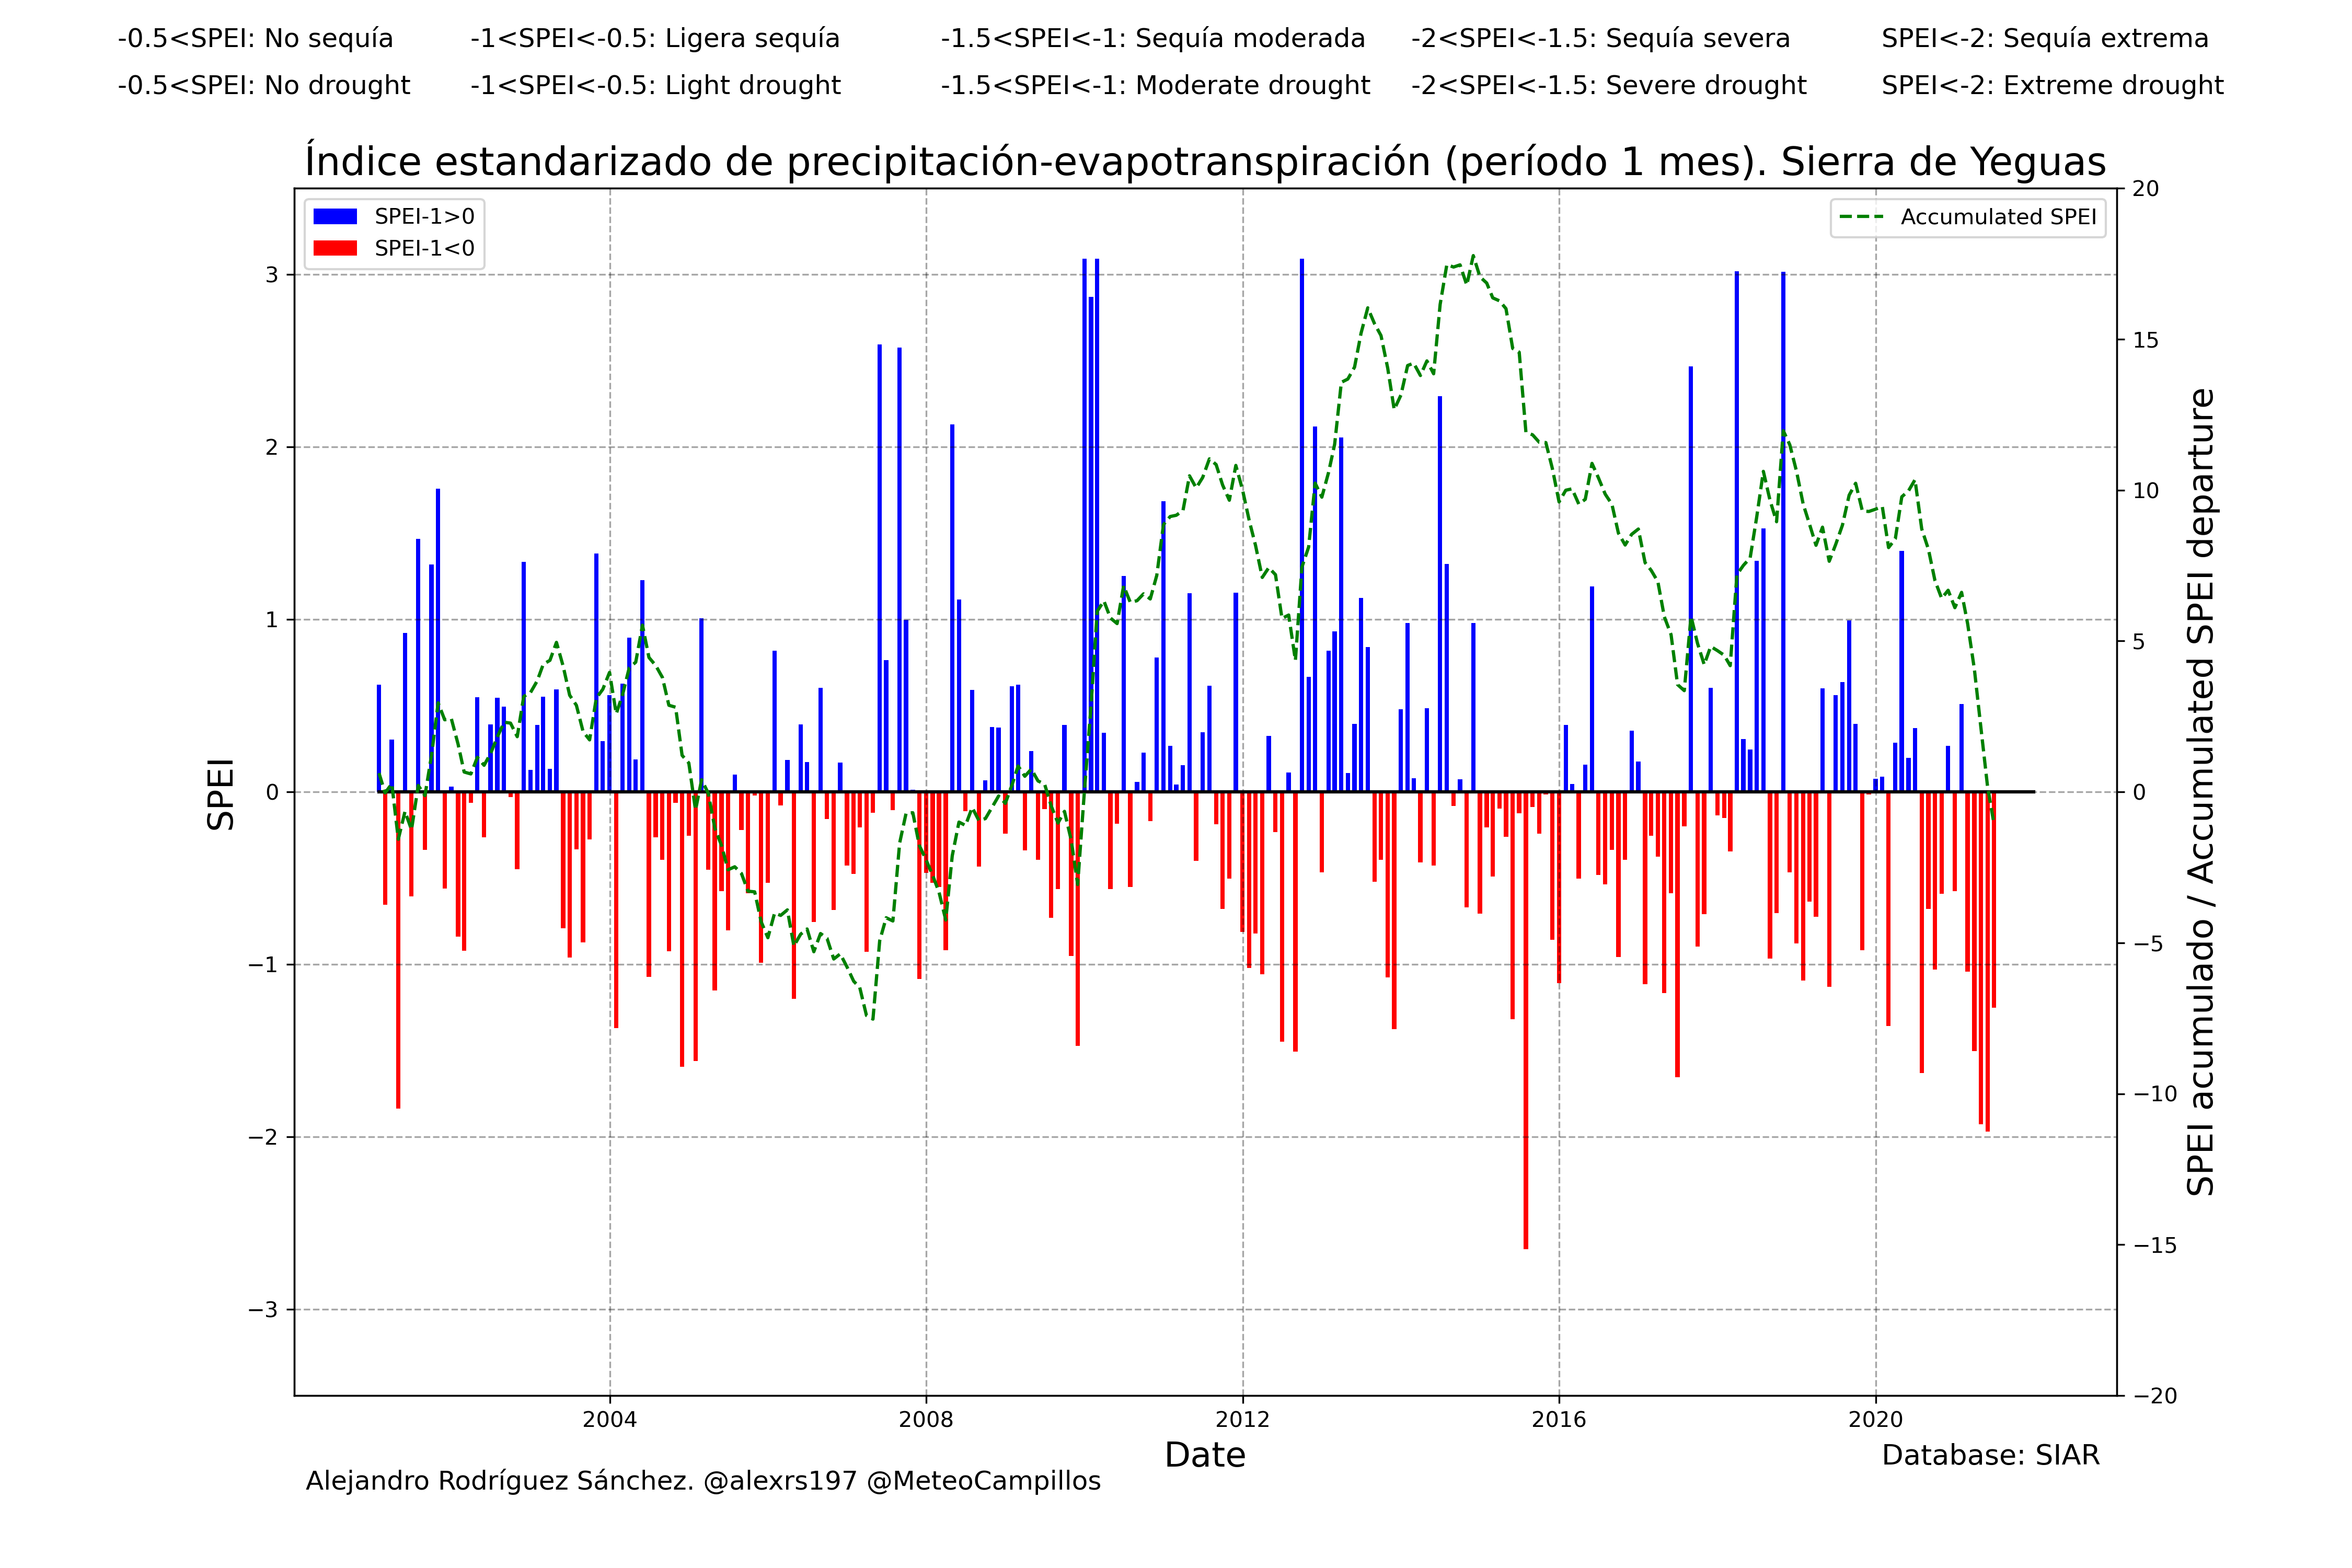 -0.5<SPEI: No sequía -1<SPEI<-0.5: Ligera sequía -1.5<SPEI<-1: Sequía moderada -2<SPEI<-1.5: Sequía severa SPEI<-2: Sequía extrema
-0.5<SPEI: No drought -1<SPEI<-0.5: Light drought -1.5<SPEI<-1: Moderate drought -2<SPEI<-1.5: Severe drought SPEI<-2: Extreme drought
Índice estandarizado de precipitación-evapotranspiración (período 1 mes). Sierra de Yeguas
SPEI-1>0
SPEI-1<0
Accumulated SPEI
SPEI
3
2
1
0
−1
−2
−3
20
15
10
5
0
−5
−10
−15
−20
SPEI acumulado / Accumulated SPEI departure
2004 2008 2012 2016 2020
Date
Database: SIAR
Alejandro Rodríguez Sánchez. @alexrs197 @MeteoCampillos